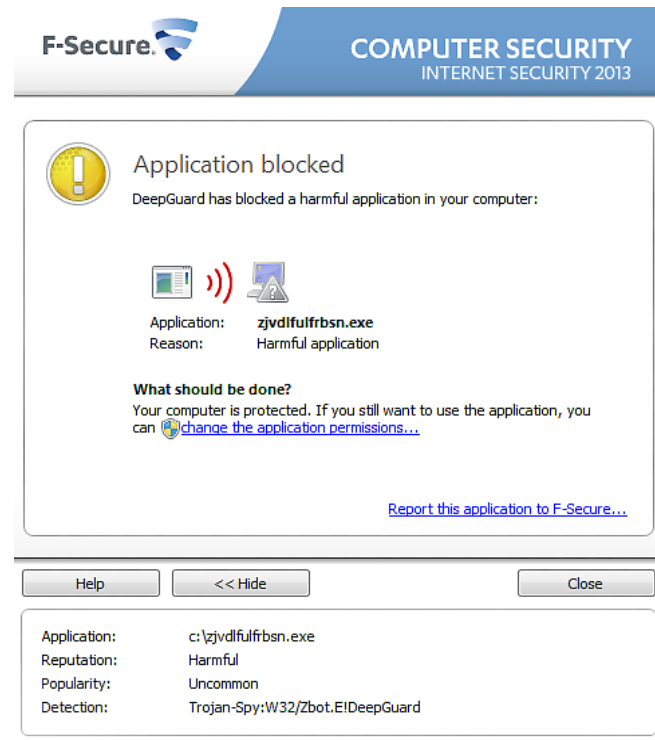 F-Secure.
COMPUTER SECURITY
INTERNET SECURITY 2013
Application blocked
DeepGuard has blocked a harmful application in your computer:
Application: zjvdlfulfrbsn.exe
Reason: Harmful application
What should be done?
Your computer is protected. If you still want to use the application, you
can change the application permissions...
Report this application to F-Secure...
Help << Hide Close
Application: c:\zjvdlfulfrbsn.exe
Reputation: Harmful
Popularity: Uncommon
Detection: Trojan-Spy:W32/Zbot.E!DeepGuard